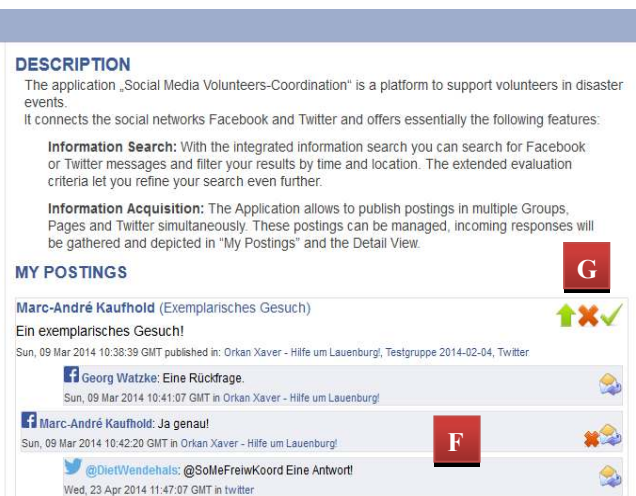 DESCRIPTION
The application „Social Media Volunteers-Coordination“ is a platform to support volunteers in disaster
events.
It connects the social networks Facebook and Twitter and offers essentially the following features:
Information Search: With the integrated information search you can search for Facebook
or Twitter messages and filter your results by time and location. The extended evaluation
criteria let you refine your search even further.
Information Acquisition: The Application allows to publish postings in multiple Groups,
Pages and Twitter simultaneously. These postings can be managed, incoming responses will
be gathered and depicted in "My Postings" and the Detail View.
G
MY POSTINGS
Marc-André Kaufhold (Exemplarisches Gesuch)
Ein exemplarisches Gesuch!
Sun, 09 Mar 2014 10:38:39 GMT published in: Orkan Xaver - Hilfe um Lauenburg!, Testgruppe 2014-02-04, Twitter
Georg Watzke: Eine Rückfrage.
Sun, 09 Mar 2014 10:41:07 GMT in Orkan Xaver - Hilfe um Lauenburg!
Marc-André Kaufhold: Ja genau!
F
Sun, 09 Mar 2014 10:42:20 GMT in Orkan Xaver - Hilfe um Lauenburg!
@DietWendehals: @SoMeFreiwKoord Eine Antwort!
Wed, 23 Apr 2014 11:47:07 GMT in twitter